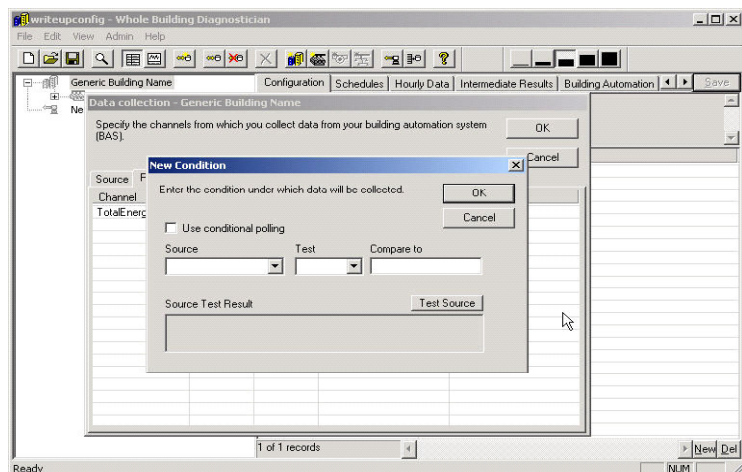 writeupconfig - Whole Building Diagnostician
File Edit View Admin Help
Generic Building Name
Configuration Schedules Hourly Data Intermediate Results Building Automation Save
Ne
Data collection - Generic Building Name
Specify the channels from which you collect data from your building automation system
(BAS).
OK
Cancel
Source
Channel
TotalEnerg
New Condition
Enter the condition under which data will be collected.
OK
Cancel
Use conditional polling
Source Test Compare to
Source Test Result Test Source
1 of 1 records
New Del
Ready NUM